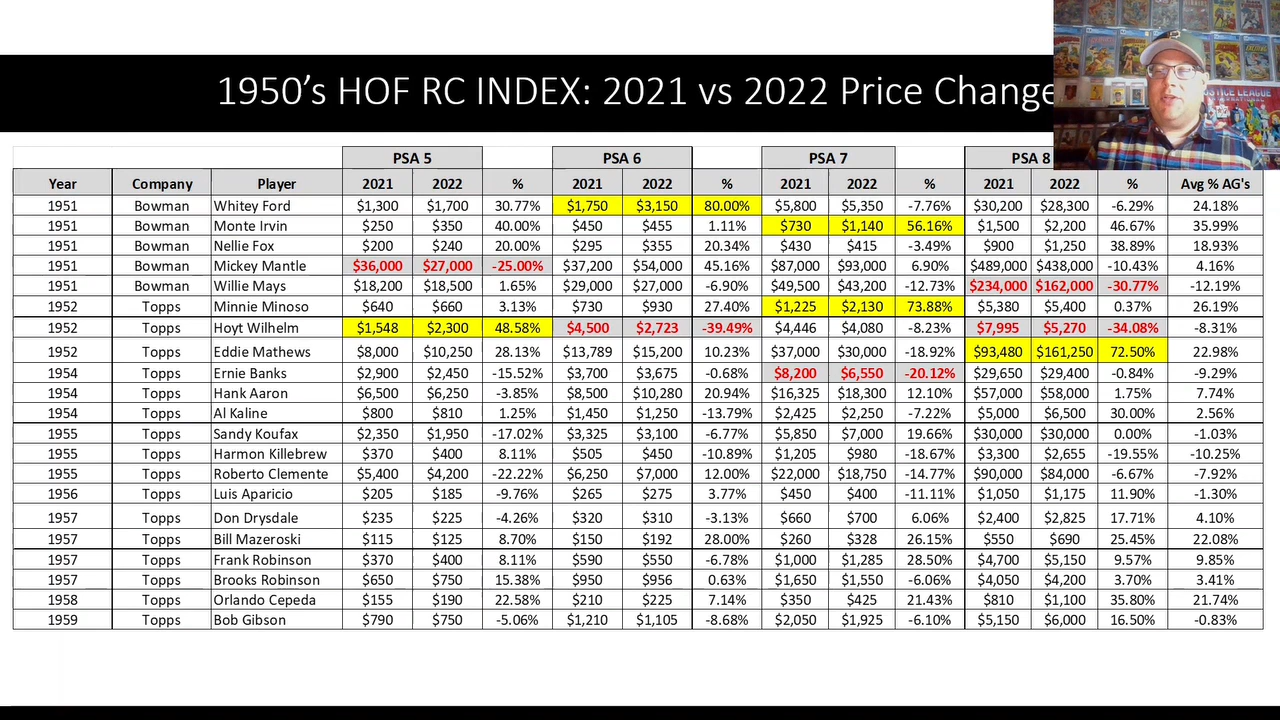 1950's HOF RC INDEX: 2021 vs 2022 Price Change
JUSTICE LEAGUE
PSA 5 PSA 6 PSA 7 PSA 8
Year Company Player 2021 2022 % 2021 2022 % 2021 2022 % 2021 2022 % Avg % AG's
1951 Bowman Whitey Ford $1,300 $1,700 30.77% $1,750 $3,150 80.00% $5,800 $5,350 -7.76% $30,200 $28,300 -6.29% 24.18%
1951 Bowman Monte Irvin $250 $350 40.00% $450 $455 1.11% $730 $1,140 56.16% $1,500 $2,200 46.67% 35.99%
1951 Bowman Nellie Fox $200 $240 20.00% $295 $355 20.34% $430 $415 -3.49% $900 $1,250 38.89% 18.93%
1951 Bowman Mickey Mantle $36,000 $27,000 -25.00% $37,200 $54,000 45.16% $87,000 $93,000 6.90% $489,000 $438,000 -10.43% 4.16%
1951 Bowman Willie Mays $18,200 $18,500 1.65% $29,000 $27,000 -6.90% $49,500 $43,200 -12.73% $234,000 $162,000 -30.77% -12.19%
1952 Topps Minnie Minoso $640 $660 3.13% $730 $930 27.40% $1,225 $2,130 73.88% $5,380 $5,400 0.37% 26.19%
1952 Topps Hoyt Wilhelm $1,548 $2,300 48.58% $4,500 $2,723 -39.49% $4,446 $4,080 -8.23% $7,995 $5,270 -34.08% -8.31%
1952 Topps Eddie Mathews $8,000 $10,250 28.13% $13,789 $15,200 10.23% $37,000 $30,000 -18.92% $93,480 $161,250 72.50% 22.98%
1954 Topps Ernie Banks $2,900 $2,450 -15.52% $3,700 $3,675 -0.68% $8,200 $6,550 -20.12% $29,650 $29,400 -0.84% -9.29%
1954 Topps Hank Aaron $6,500 $6,250 -3.85% $8,500 $10,280 20.94% $16,325 $18,300 12.10% $57,000 $58,000 1.75% 7.74%
1954 Topps Al Kaline $800 $810 1.25% $1,450 $1,250 -13.79% $2,425 $2,250 -7.22% $5,000 $6,500 30.00% 2.56%
1955 Topps Sandy Koufax $2,350 $1,950 -17.02% $3,325 $3,100 -6.77% $5,850 $7,000 19.66% $30,000 $30,000 0.00% -1.03%
1955 Topps Harmon Killebrew $370 $400 8.11% $505 $450 -10.89% $1,205 $980 -18.67% $3,300 $2,655 -19.55% -10.25%
1955 Topps Roberto Clemente $5,400 $4,200 -22.22% $6,250 $7,000 12.00% $22,000 $18,750 -14.77% $90,000 $84,000 -6.67% -7.92%
1956 Topps Luis Aparicio $205 $185 -9.76% $265 $275 3.77% $450 $400 -11.11% $1,050 $1,175 11.90% -1.30%
1957 Topps Don Drysdale $235 $225 -4.26% $320 $310 -3.13% $660 $700 6.06% $2,400 $2,825 17.71% 4.10%
1957 Topps Bill Mazeroski $115 $125 8.70% $150 $192 28.00% $260 $328 26.15% $550 $690 25.45% 22.08%
1957 Topps Frank Robinson $370 $400 8.11% $590 $550 -6.78% $1,000 $1,285 28.50% $4,700 $5,150 9.57% 9.85%
1957 Topps Brooks Robinson $650 $750 15.38% $950 $956 0.63% $1,650 $1,550 -6.06% $4,050 $4,200 3.70% 3.41%
1958 Topps Orlando Cepeda $155 $190 22.58% $210 $225 7.14% $350 $425 21.43% $810 $1,100 35.80% 21.74%
1959 Topps Bob Gibson $790 $750 -5.06% $1,210 $1,105 -8.68% $2,050 $1,925 -6.10% $5,150 $6,000 16.50% -0.83%